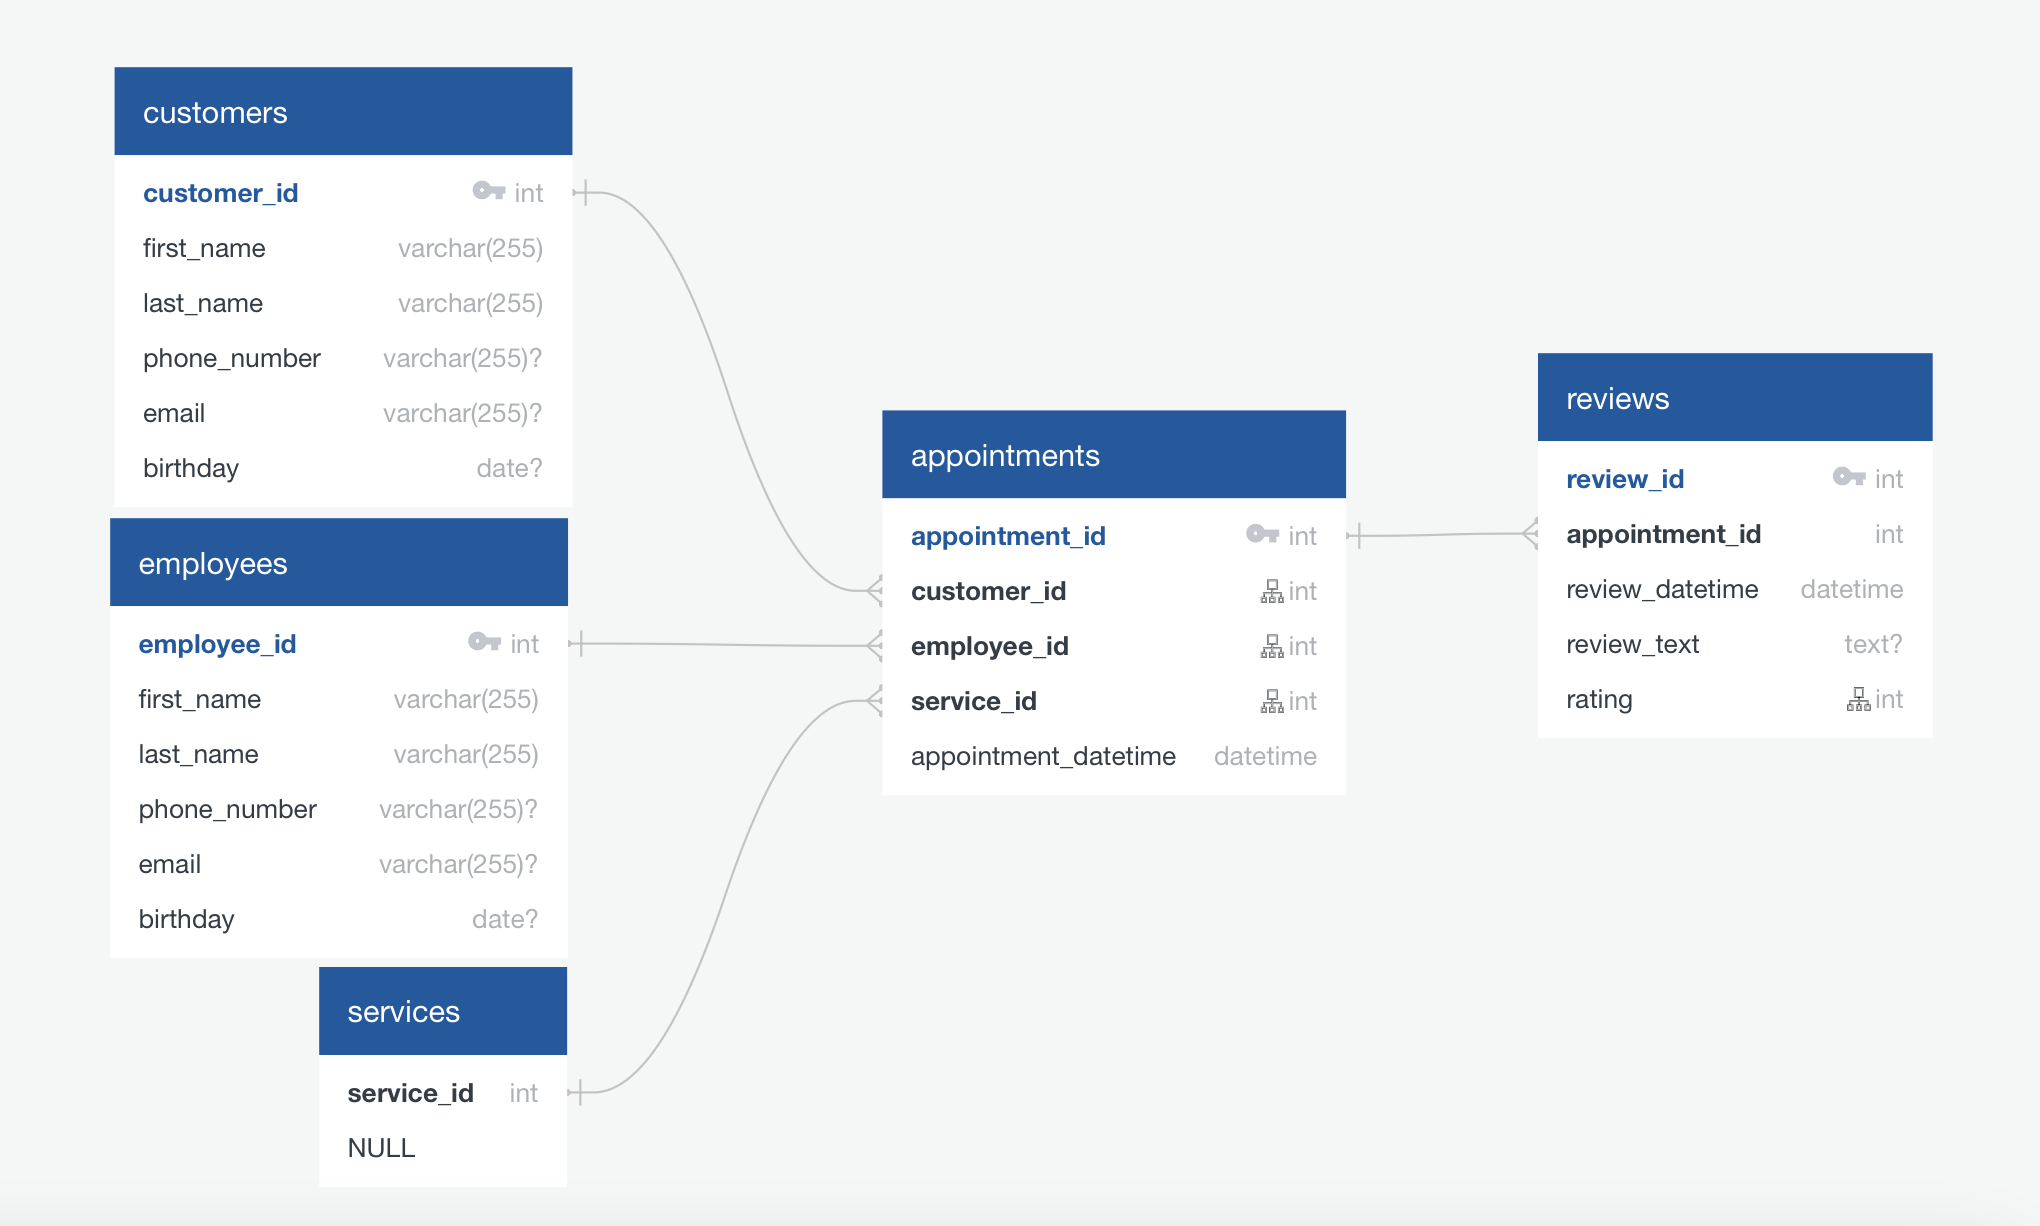 customers
customer_id int
first_name varchar(255)
last_name varchar(255)
phone_number varchar(255)?
email varchar(255)?
birthday date?
employees
employee_id int
first_name varchar(255)
last_name varchar(255)
phone_number varchar(255)?
email varchar(255)?
birthday date?
services
service_id int
NULL
appointments
appointment_id int
customer_id int
employee_id int
service_id int
appointment_datetime datetime
reviews
review_id int
appointment_id int
review_datetime datetime
review_text text?
rating int